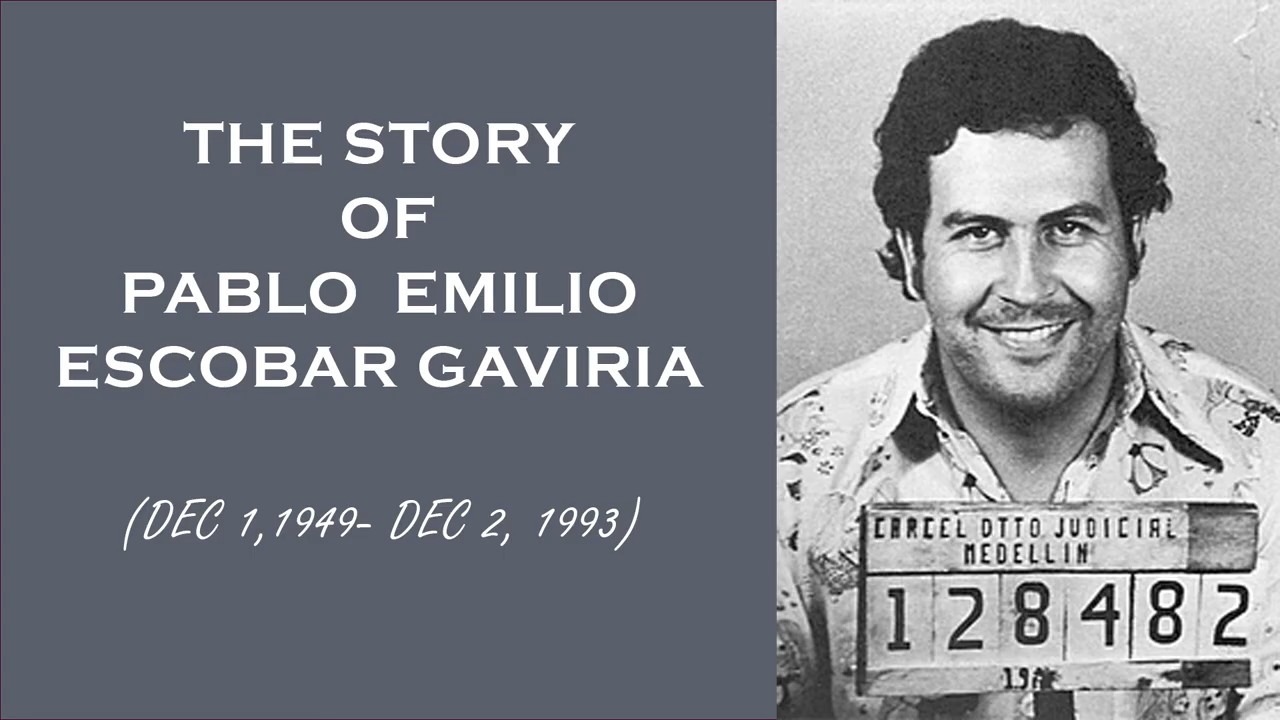 THE STORY
OF
PABLO EMILIO
ESCOBAR GAVIRIA
(DEC 1,1949- DEC 2, 1993)
CARCEL DTTO JUDICIAL
MEDELLIN
128482